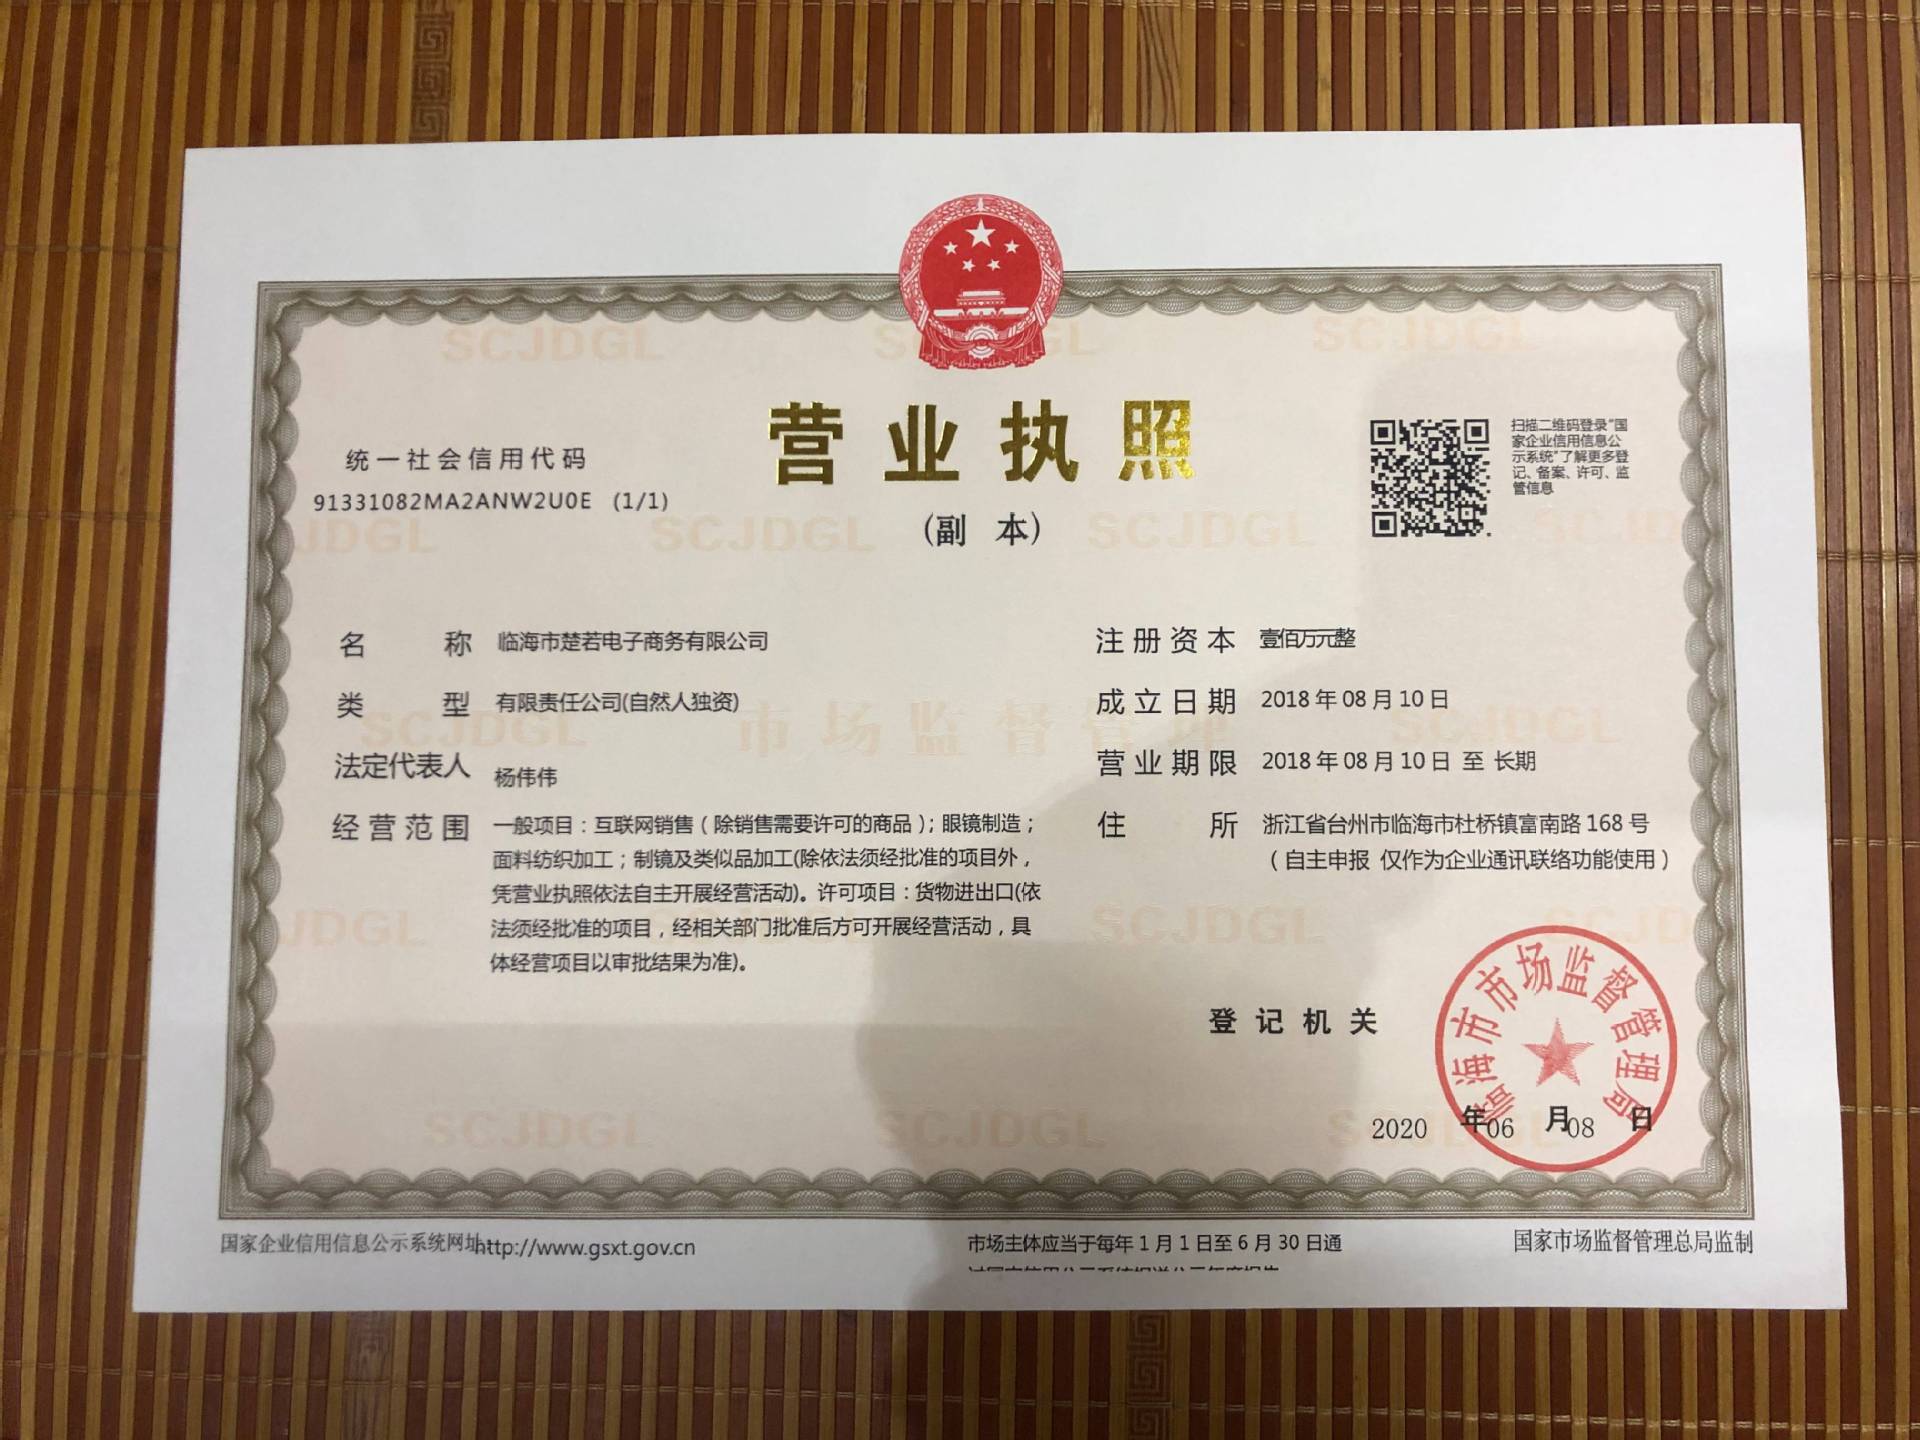 营业执照
(副 本)
统一社会信用代码
91331082MA2ANW2U0E (1/1)
扫描二维码登录“国
家企业信用信息公
示系统”了解更多登
记、备案、许可、监
管信息
名 称 临海市楚若电子商务有限公司
类 型 有限责任公司(自然人独资)
法定代表人 杨伟伟
经营范围 一般项目：互联网销售（除销售需要许可的商品）；眼镜制造；
面料纺织加工；制镜及类似品加工(除依法须经批准的项目外，
凭营业执照依法自主开展经营活动)。许可项目：货物进出口(依
法须经批准的项目，经相关部门批准后方可开展经营活动，具
体经营项目以审批结果为准)。
注册资本 壹佰万元整
成立日期 2018年08月10日
营业期限 2018年08月10日 至 长期
住 所 浙江省台州市临海市杜桥镇富南路168号
（自主申报 仅作为企业通讯联络功能使用）
登记机关
临海市市场监督管理局
2020 年06 月08 日
国家企业信用信息公示系统网址http://www.gsxt.gov.cn
市场主体应当于每年1月1日至6月30日通
国家市场监督管理总局监制
SCJDGL
市场监督管理